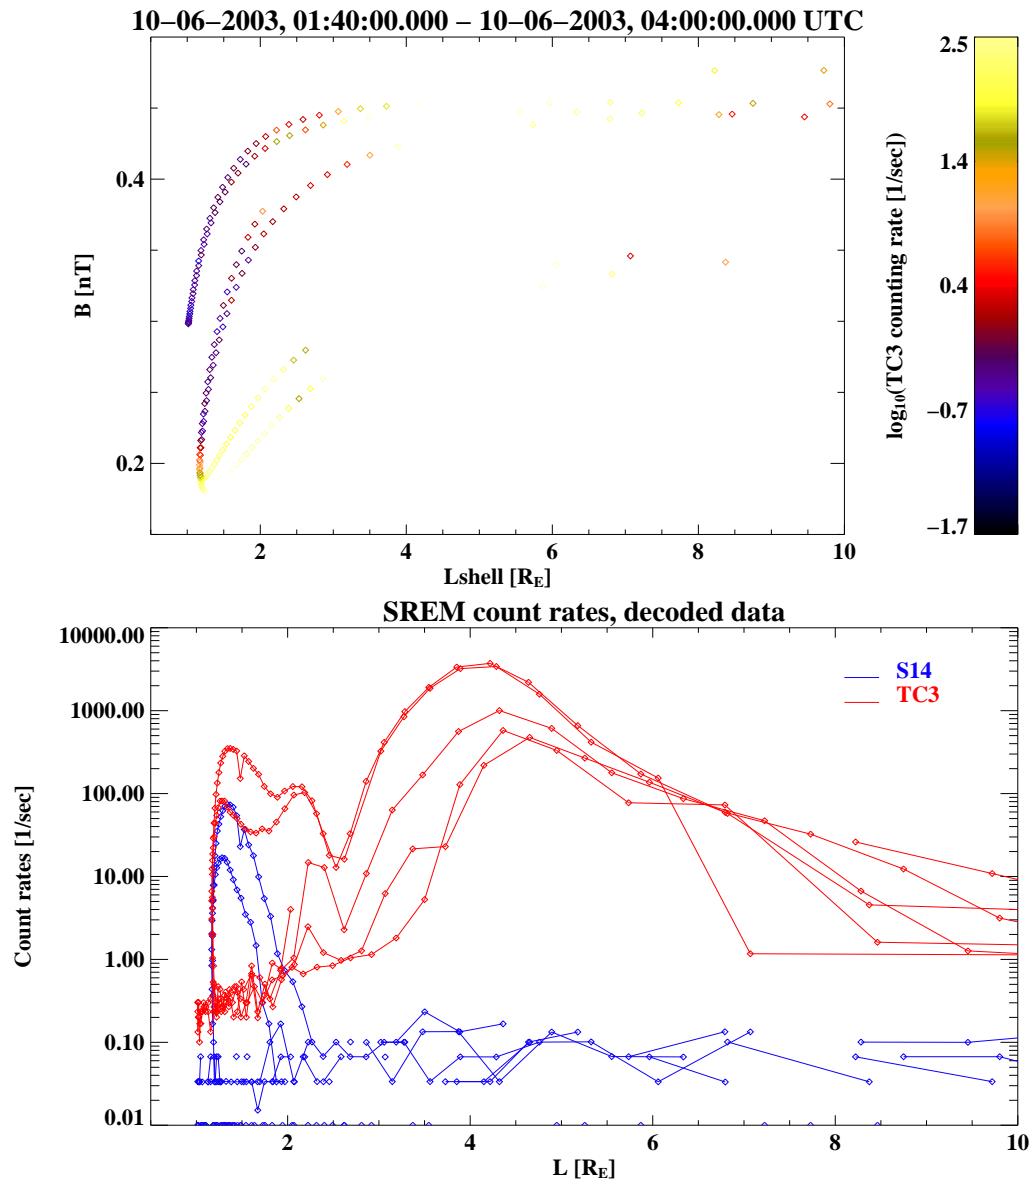 10−06−2003, 01:40:00.000 − 10−06−2003, 04:00:00.000 UTC
B [nT]
0.4
0.2
2 4 6 8 10
Lshell [R_E]
log₁₀(TC3 counting rate [1/sec]
2.5
1.4
0.4
−0.7
−1.7
SREM count rates, decoded data
Count rates [1/sec]
10000.00
1000.00
100.00
10.00
1.00
0.10
0.01
S14
TC3
2 4 6 8 10
L [R_E]